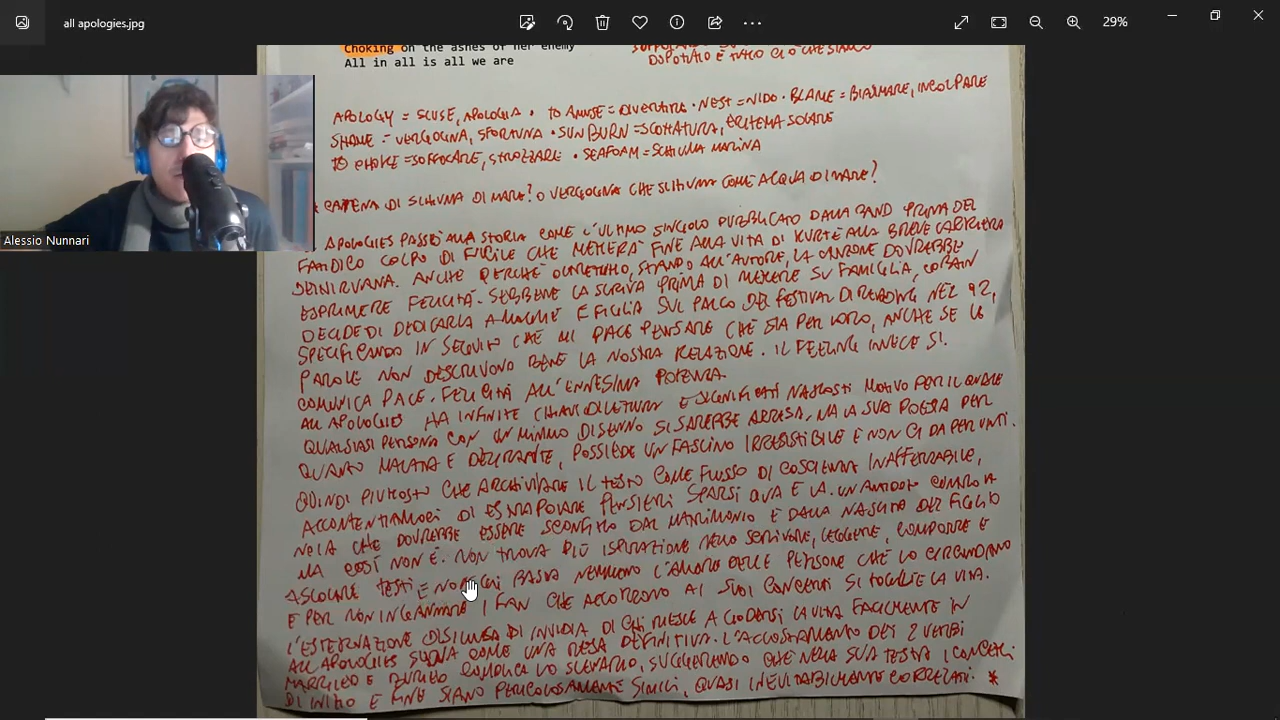 all apologies.jpg
29%
Choking on the ashes of her enemy
All in all is all we are
Alessio Nunnari
APOLOGY = SCUSE, APOLOGIA • TO AMUSE = DIVERTIRE • NEST = NIDO • BLAME = BIASIMARE, INCOLPARE
SHAME = VERGOGNA, SFORTUNA • SUNBURN = SCOTTATURA, ERITEMA SOLARE
TO CHOKE = SOFFOCARE, STROZZARE • SEAFOAM = SCHIUMA MARINA
CATENA DI SCHIUMA DI MARE? O VERGOGNA CHE SCHIUMA COME ACQUA DI MARE?
APOLOGIES PASSÒ ALLA STORIA COME L'ULTIMO SINGOLO PUBBLICATO DALLA BAND PRIMA DEL
FATIDICO COLPO DI FUCILE CHE METTERÀ FINE ALLA VITA DI KURT E ALLA BREVE CARRIERA
DEI NIRVANA. ANCHE PERCHÉ OLTRETUTTO, STANDO ALL'AUTORE, LA CANZONE DOVREBBE
ESPRIMERE FELICITÀ. SEBBENE LA SCRIVA PRIMA DI METTERE SU FAMIGLIA, COBAIN
DECIDE DI DEDICARLA A MOGLIE E FIGLIA SUL PALCO DEL FESTIVAL DI READING NEL 92,
SPECIFICANDO IN SEGUITO CHE MI PIACE PENSARE CHE SIA PER LORO, ANCHE SE LE
PAROLE NON DESCRIVONO BENE LA NOSTRA RELAZIONE. IL FEELING INVECE SI.
COMUNICA PACE. FELICITÀ ALL'ENNESIMA POTENZA
ALL APOLOGIES HA INFINITE CHIAVI DI LETTURA E SIGNIFICATI NASCOSTI MOTIVO PER IL QUALE
QUALSIASI PERSONA CON UN MINIMO DI SENNO SI SAREBBE ARRESA, MA LA SUA POESIA PER
QUANTO MALATA E DELIRANTE, POSSIEDE UN FASCINO IRRESISTIBILE E NON CI DA PER VINTI.
QUINDI PIUTTOSTO CHE ARCHIVIARE IL TESTO COME FLUSSO DI COSCIENZA INAFFERRABILE,
ACCONTENTIAMOCI DI ESTRAPOLARE PENSIERI SPARSI QUA E LA. UN ANTIDOTO CONTRO LA
NOIA CHE DOVREBBE ESSERE SCONFITTO DAL MATRIMONIO E DALLA NASCITA DEL FIGLIO
MA COSÌ NON È. NON TROVA PIÙ ISPIRAZIONE NELLO SCRIVERE, LEGGERE, COMPORRE E
ASCOLTARE TESTI E NON GLI BASTA NEMMENO L'AMORE DELLE PERSONE CHE LO CIRCONDANO
E PER NON INGANNARE I FAN CHE ACCORRONO AI SUOI CONCERTI SI TOGLIE LA VITA.
L'ESTERNAZIONE DISILLUSA DI INVIDIA DI CHI RIESCE A GODERSI LA VITA FACILMENTE IN
ALL APOLOGIES SUONA COME UNA RESA DEFINITIVA. L'ACCOSTAMENTO DEI 2 VERBI
MARRIED E BURIED COMPLICA LO SCENARIO, SUGGERENDO CHE NELLA SUA TESTA I CONCETTI
DI INIZIO E FINE SIANO PERICOLOSAMENTE SIMILI, QUASI INEVITABILMENTE CORRELATI. *